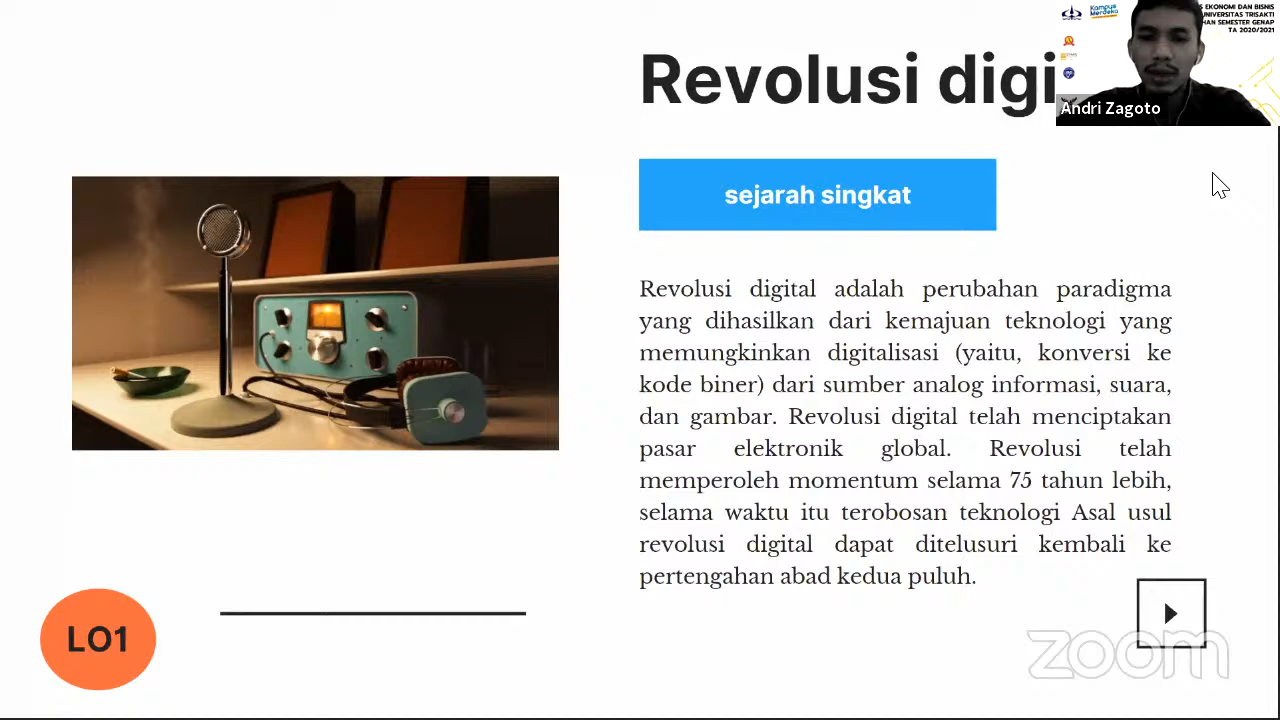 Revolusi digi
Kampus
Merdeka
EKONOMI DAN BISNIS
UNIVERSITAS TRISAKTI
SEMESTER GENAP
TA 2020/2021
Andri Zagoto
sejarah singkat
Revolusi digital adalah perubahan paradigma
yang dihasilkan dari kemajuan teknologi yang
memungkinkan digitalisasi (yaitu, konversi ke
kode biner) dari sumber analog informasi, suara,
dan gambar. Revolusi digital telah menciptakan
pasar elektronik global. Revolusi telah
memperoleh momentum selama 75 tahun lebih,
selama waktu itu terobosan teknologi Asal usul
revolusi digital dapat ditelusuri kembali ke
pertengahan abad kedua puluh.
LO1
zoom